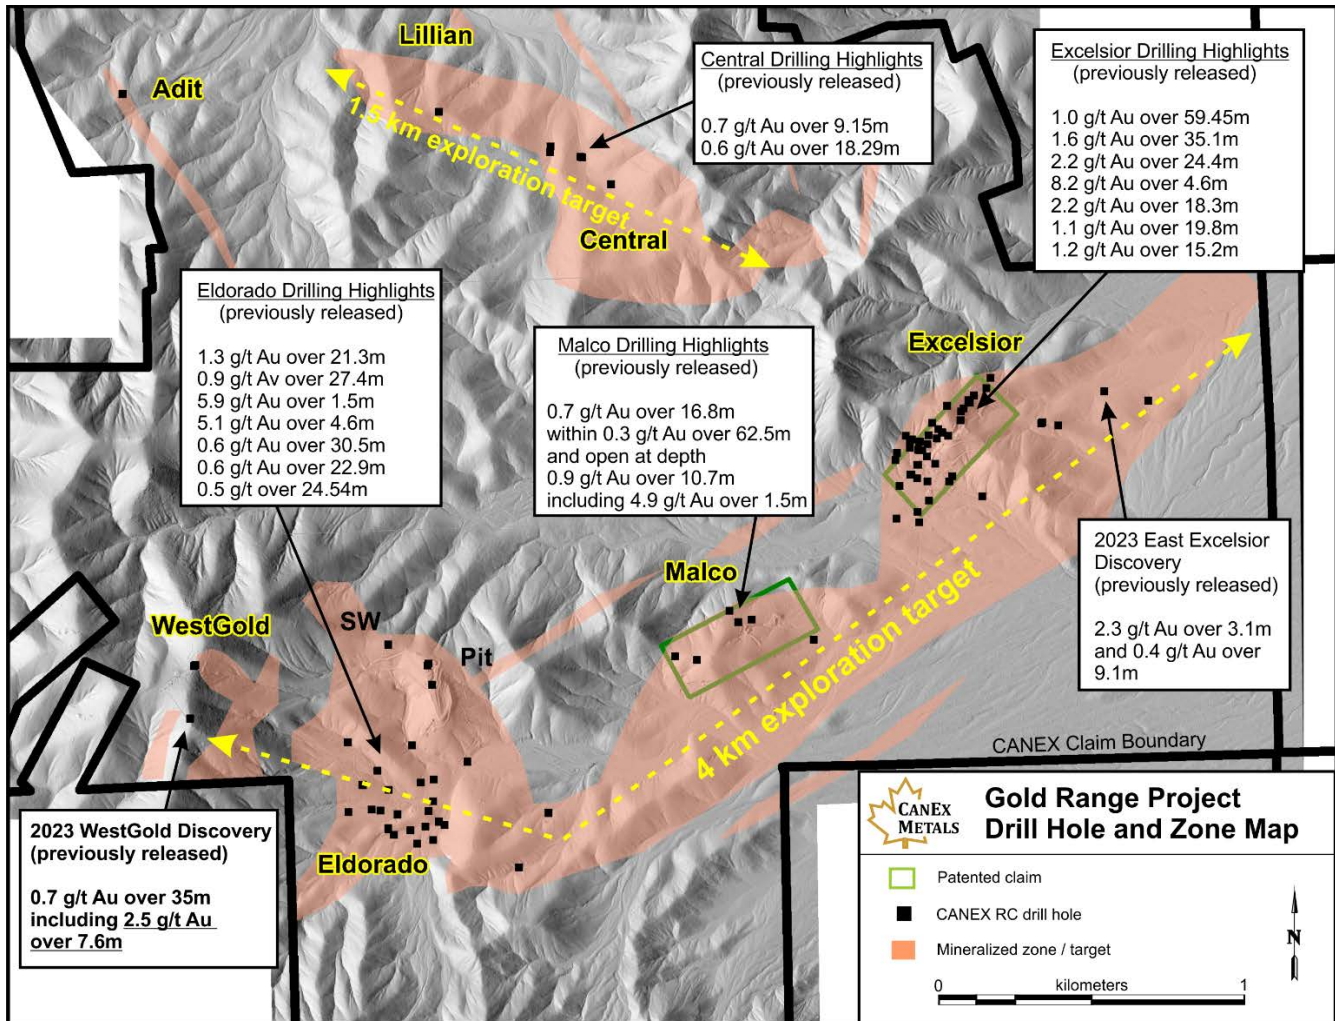 Lillian
Adit
1.5 km exploration target
Central
Central Drilling Highlights
(previously released)
0.7 g/t Au over 9.15m
0.6 g/t Au over 18.29m
Excelsior Drilling Highlights
(previously released)
1.0 g/t Au over 59.45m
1.6 g/t Au over 35.1m
2.2 g/t Au over 24.4m
8.2 g/t Au over 4.6m
2.2 g/t Au over 18.3m
1.1 g/t Au over 19.8m
1.2 g/t Au over 15.2m
Eldorado Drilling Highlights
(previously released)
1.3 g/t Au over 21.3m
0.9 g/t Av over 27.4m
5.9 g/t Au over 1.5m
5.1 g/t Au over 4.6m
0.6 g/t Au over 30.5m
0.6 g/t Au over 22.9m
0.5 g/t over 24.54m
Malco Drilling Highlights
(previously released)
0.7 g/t Au over 16.8m
within 0.3 g/t Au over 62.5m
and open at depth
0.9 g/t Au over 10.7m
including 4.9 g/t Au over 1.5m
Excelsior
2023 East Excelsior
Discovery
(previously released)
2.3 g/t Au over 3.1m
and 0.4 g/t Au over
9.1m
Malco
WestGold
SW
Pit
4 km exploration target
CANEX Claim Boundary
Eldorado
2023 WestGold Discovery
(previously released)
0.7 g/t Au over 35m
including 2.5 g/t Au
over 7.6m
CANEX
METALS
Gold Range Project
Drill Hole and Zone Map
Patented claim
CANEX RC drill hole
Mineralized zone / target
N
kilometers
0 1